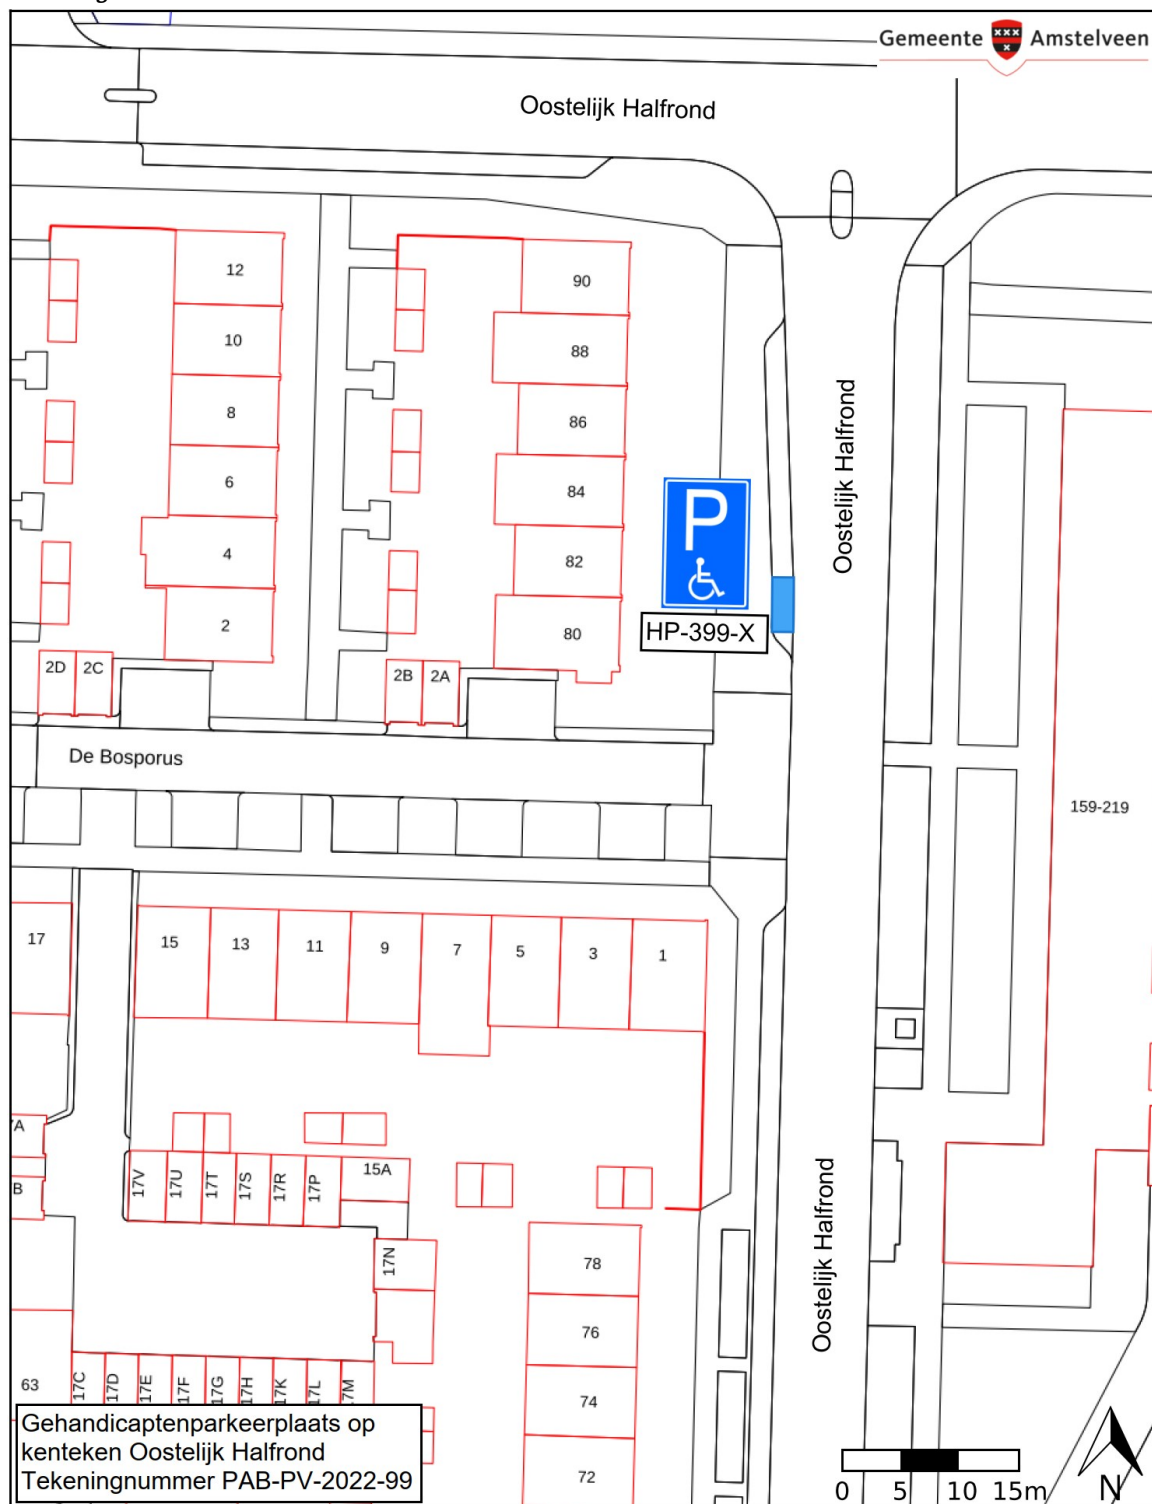 Gemeente Amstelveen
Oostelijk Halfrond
12
90
10
88
8
86
6
84
4
82
2
80
Oostelijk Halfrond
P
HP-399-X
2D
2C
2B
2A
De Bosporus
159-219
17
15
13
11
9
7
5
3
1
17V
17U
17T
17S
17R
17P
15A
17N
78
76
74
72
Oostelijk Halfrond
63
17C
17D
17E
17F
17G
17H
17K
17L
17M
Gehandicaptenparkeerplaats op
kenteken Oostelijk Halfrond
Tekeningnummer PAB-PV-2022-99
0 5 10 15m
N